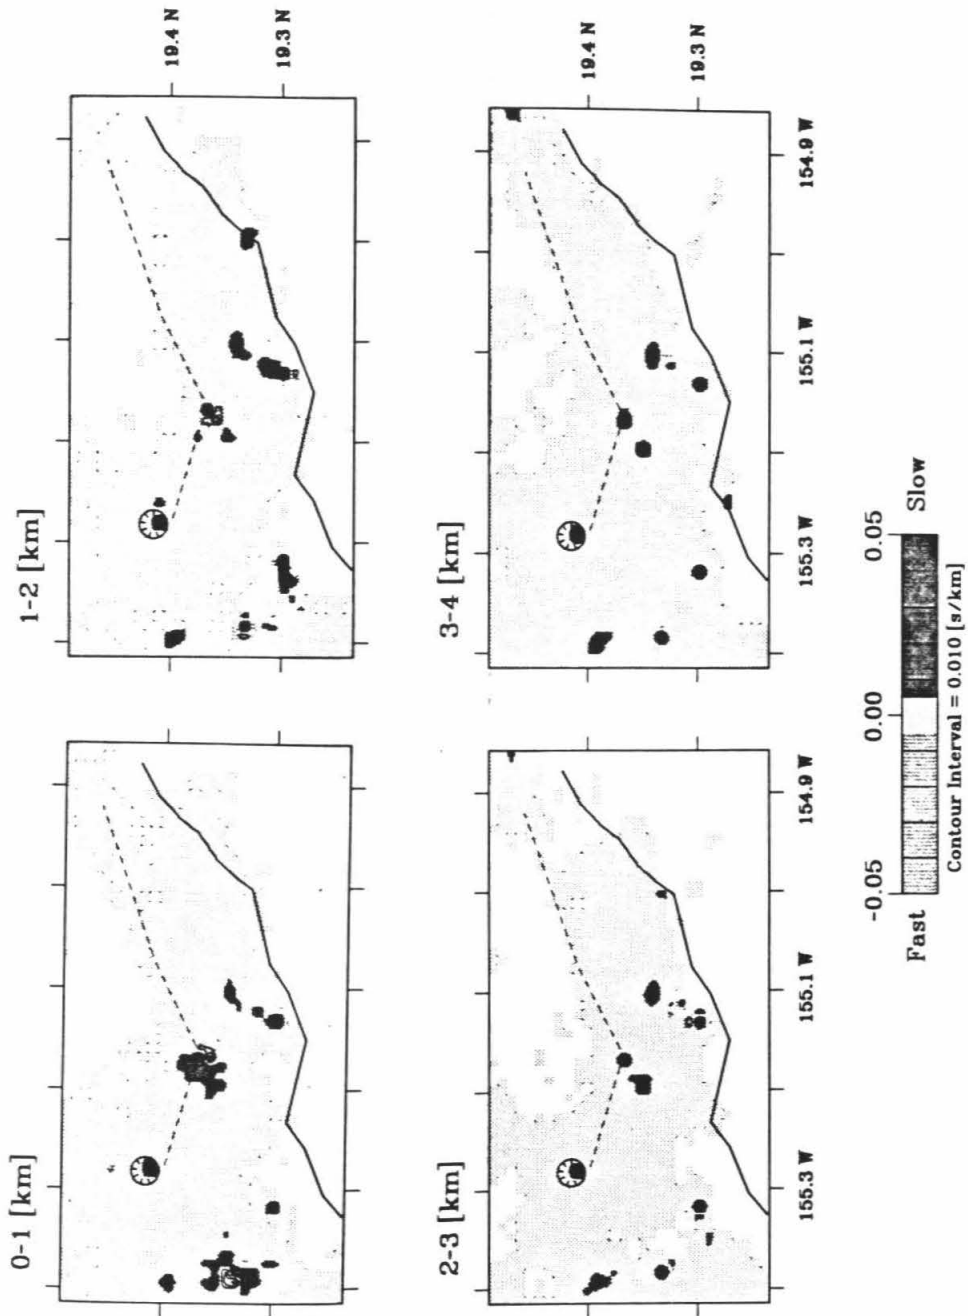 0-1 [km]
1-2 [km]
19.4 N
19.3 N
2-3 [km]
3-4 [km]
19.4 N
19.3 N
155.3 W
155.1 W
154.9 W
155.3 W
155.1 W
154.9 W
-0.05
0.00
0.05
Fast
Slow
Contour Interval = 0.010 [s/km]